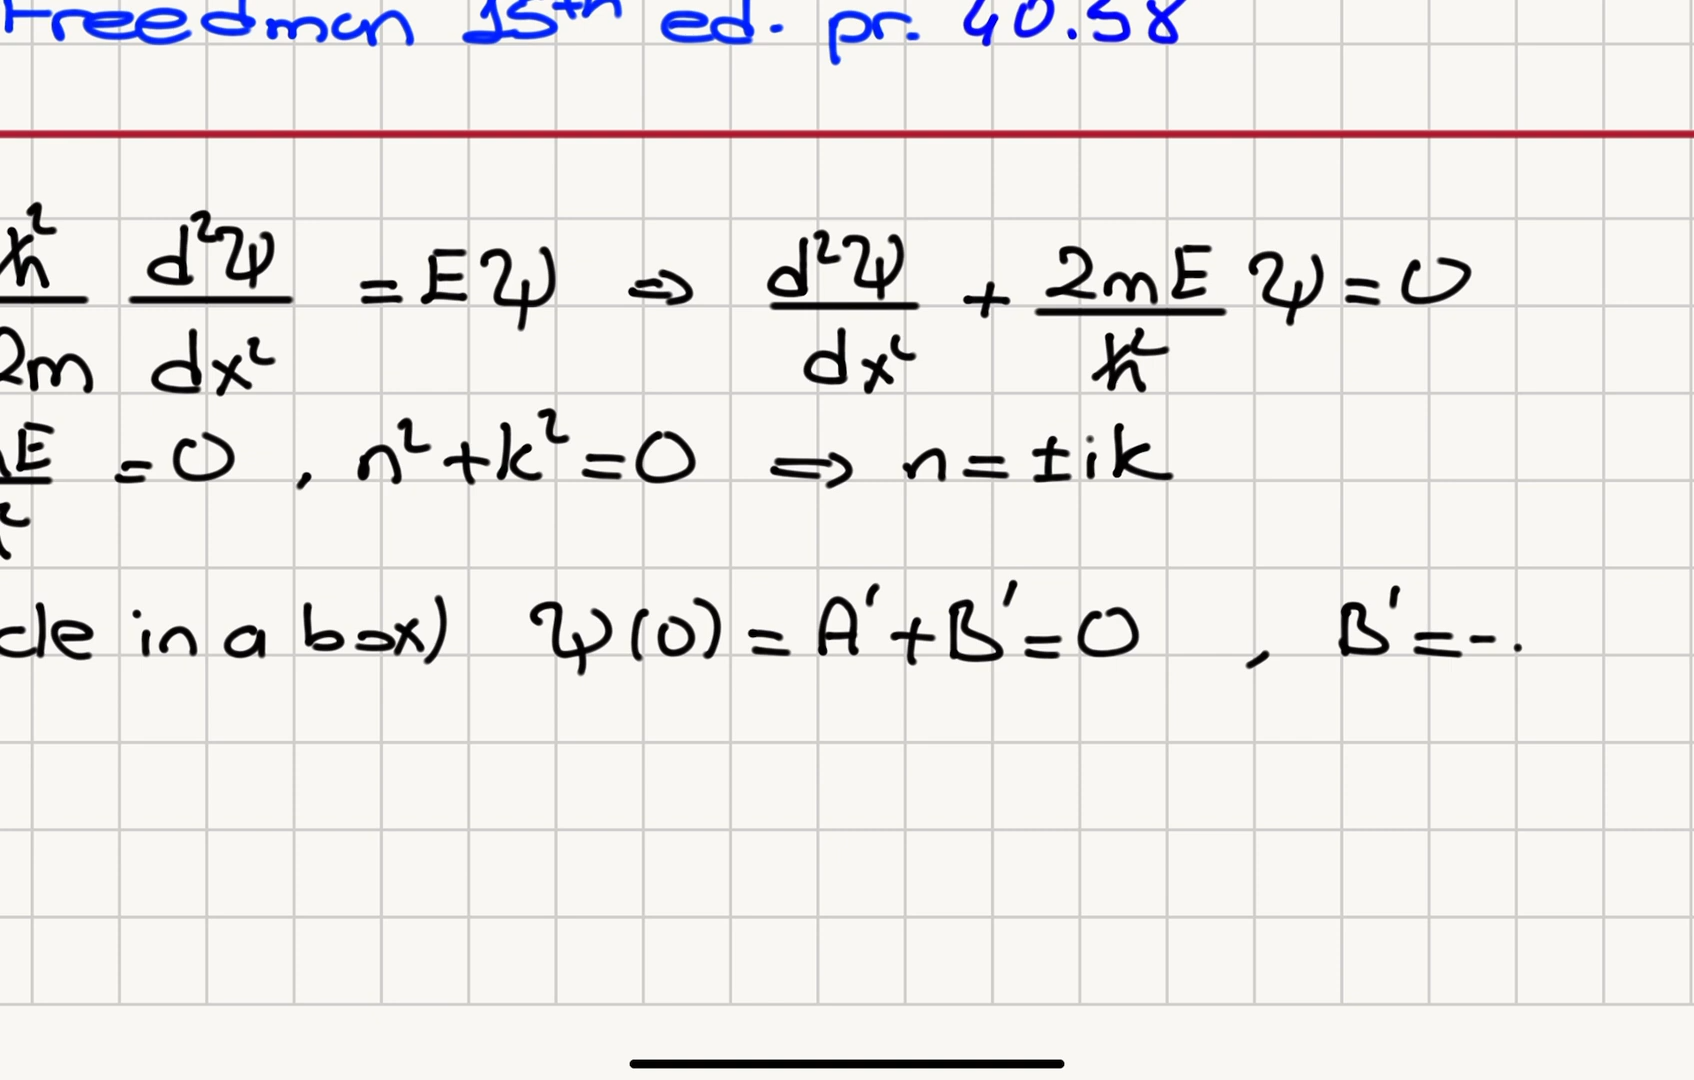 Freedman 15th ed. pr. 40.58
ħ²/2m d²ψ/dx² = Eψ ⇒ d²ψ/dx² + 2mE/ħ² ψ = 0
E = 0 , n² + k² = 0 ⇒ n = ±ik
cle in a box) ψ(0) = A' + B' = 0 , B' = -